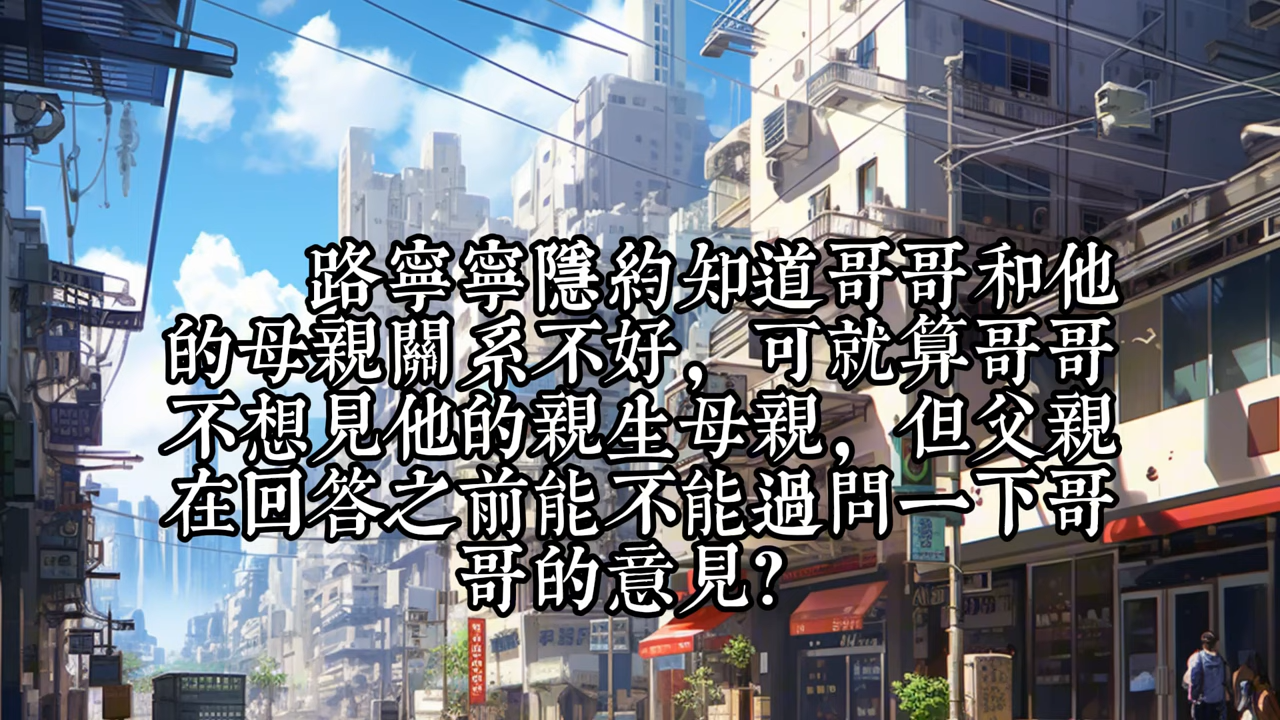 路寧寧隱約知道哥哥和他
的母親關系不好，可就算哥哥
不想見他的親生母親，但父親
在回答之前能不能過問一下哥
哥的意見？